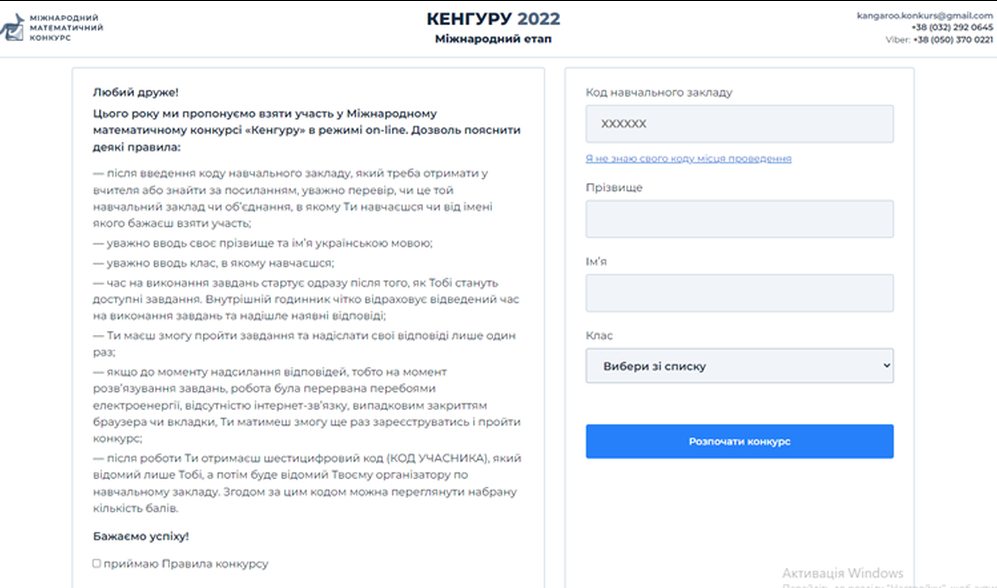 МІЖНАРОДНИЙ
МАТЕМАТИЧНИЙ
КОНКУРС
КЕНГУРУ 2022
Міжнародний етап
kangaroo.konkurs@gmail.com
+38 (032) 292 0645
Viber: +38 (050) 370 0221
Любий друже!
Цього року ми пропонуємо взяти участь у Міжнародному
математичному конкурсі «Кенгуру» в режимі on-line. Дозволь пояснити
деякі правила:
— після введення коду навчального закладу, який треба отримати у
вчителя або знайти за посиланням, уважно перевір, чи це той
навчальний заклад чи об'єднання, в якому Ти навчаєшся чи від імені
якого бажаєш взяти участь;
— уважно вводь своє прізвище та ім'я українською мовою;
— уважно вводь клас, в якому навчаєшся;
— час на виконання завдань стартує одразу після того, як Тобі стануть
доступні завдання. Внутрішній годинник чітко відраховує відведений час
на виконання завдань та надішле наявні відповіді;
— Ти маєш змогу пройти завдання та надіслати свої відповіді лише один
раз;
— якщо до моменту надсилання відповідей, тобто на момент
розв'язування завдань, робота була перервана перебоями
електроенергії, відсутністю інтернет-зв'язку, випадковим закриттям
браузера чи вкладки, Ти матимеш змогу ще раз зареєструватись і пройти
конкурс;
— після роботи Ти отримаєш шестицифровий код (КОД УЧАСНИКА), який
відомий лише Тобі, а потім буде відомий Твоєму організатору по
навчальному закладу. Згодом за цим кодом можна переглянути набрану
кількість балів.
Бажаємо успіху!
приймаю Правила конкурсу
Код навчального закладу
XXXXXX
Я не знаю свого коду місця проведення
Прізвище
Ім'я
Клас
Вибери зі списку
Розпочати конкурс
Активація Windows